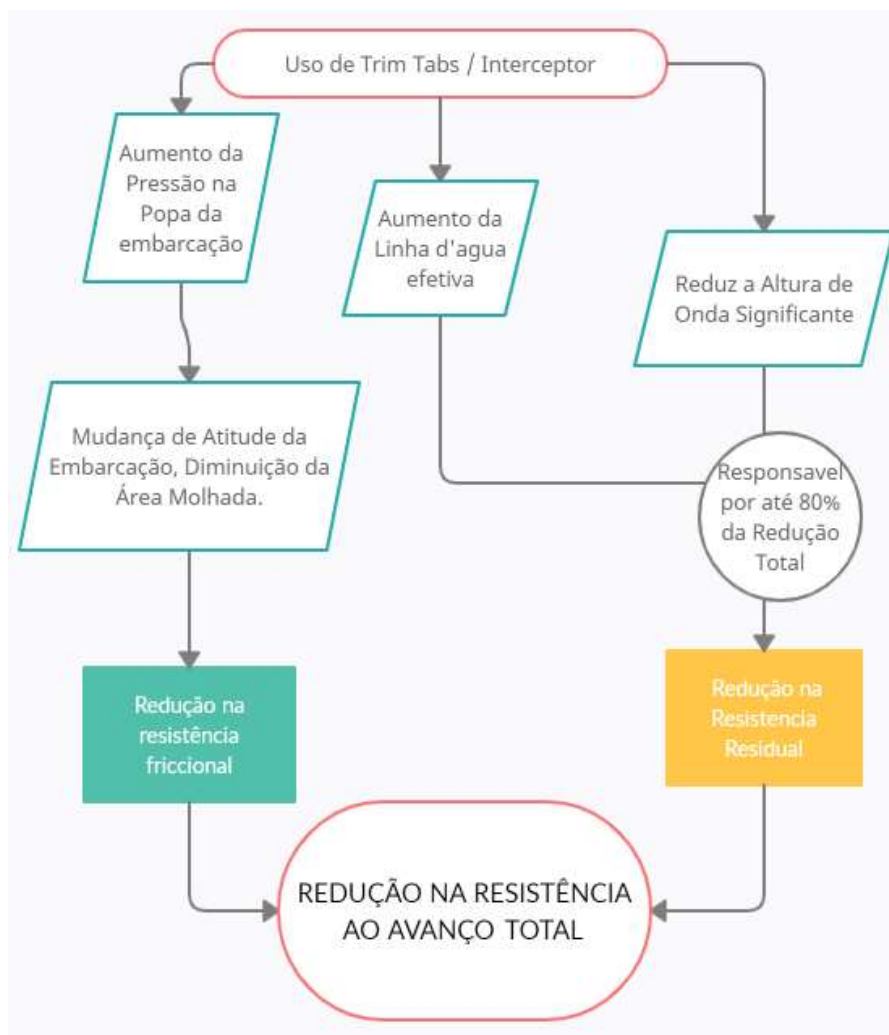 Uso de Trim Tabs / Interceptor
Aumento da
Pressão na
Popa da
embarcação
Aumento da
Linha d'agua
efetiva
Reduz a Altura de
Onda Significante
Mudança de Atitude da
Embarcação, Diminuição da
Área Molhada.
Responsavel
por até 80%
da Redução
Total
Redução na
resistência
friccional
Redução na
Resistencia
Residual
REDUÇÃO NA RESISTÊNCIA
AO AVANÇO TOTAL